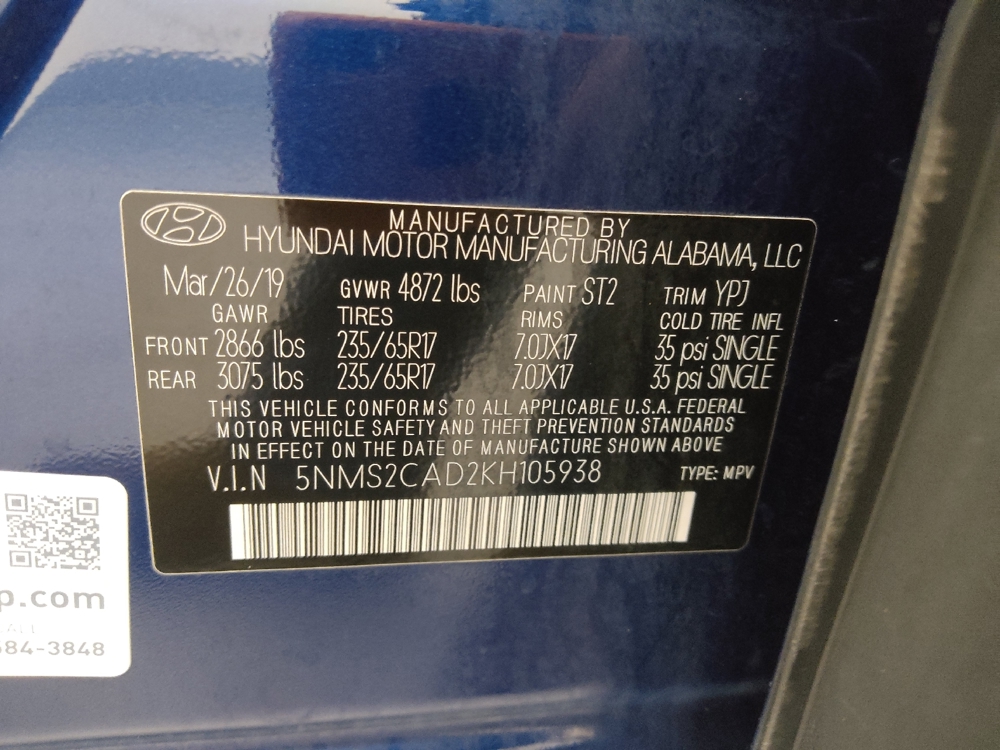 MANUFACTURED BY
HYUNDAI MOTOR MANUFACTURING ALABAMA, LLC
Mar/26/19 GVWR 4872 lbs PAINT ST2 TRIM YPJ
GAWR TIRES RIMS COLD TIRE INFL
FRONT 2866 lbs 235/65R17 7.0JX17 35 psi SINGLE
REAR 3075 lbs 235/65R17 7.0JX17 35 psi SINGLE
THIS VEHICLE CONFORMS TO ALL APPLICABLE U.S.A. FEDERAL
MOTOR VEHICLE SAFETY AND THEFT PREVENTION STANDARDS
IN EFFECT ON THE DATE OF MANUFACTURE SHOWN ABOVE
V.I.N 5NMS2CAD2KH105938 TYPE: MPV
p.com
684-3848